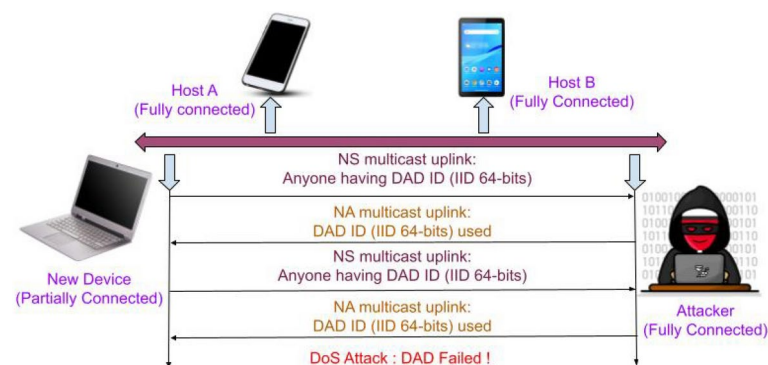 Host A
(Fully connected)
Host B
(Fully Connected)
NS multicast uplink:
Anyone having DAD ID (IID 64-bits)
NA multicast uplink:
DAD ID (IID 64-bits) used
NS multicast uplink:
Anyone having DAD ID (IID 64-bits)
NA multicast uplink:
DAD ID (IID 64-bits) used
New Device
(Partially Connected)
Attacker
(Fully Connected)
DoS Attack : DAD Failed !